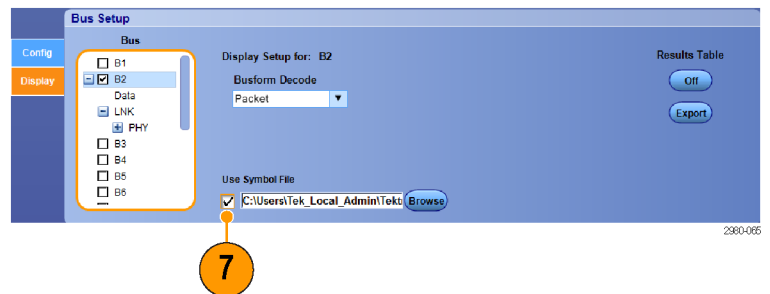 Bus Setup
Config
Display
Bus
B1
B2
Data
LNK
PHY
B3
B4
B5
B6
Display Setup for: B2
Busform Decode
Packet
Use Symbol File
C:\Users\Tek_Local_Admin\Tekt
Browse
Results Table
Off
Export
2980-065
7